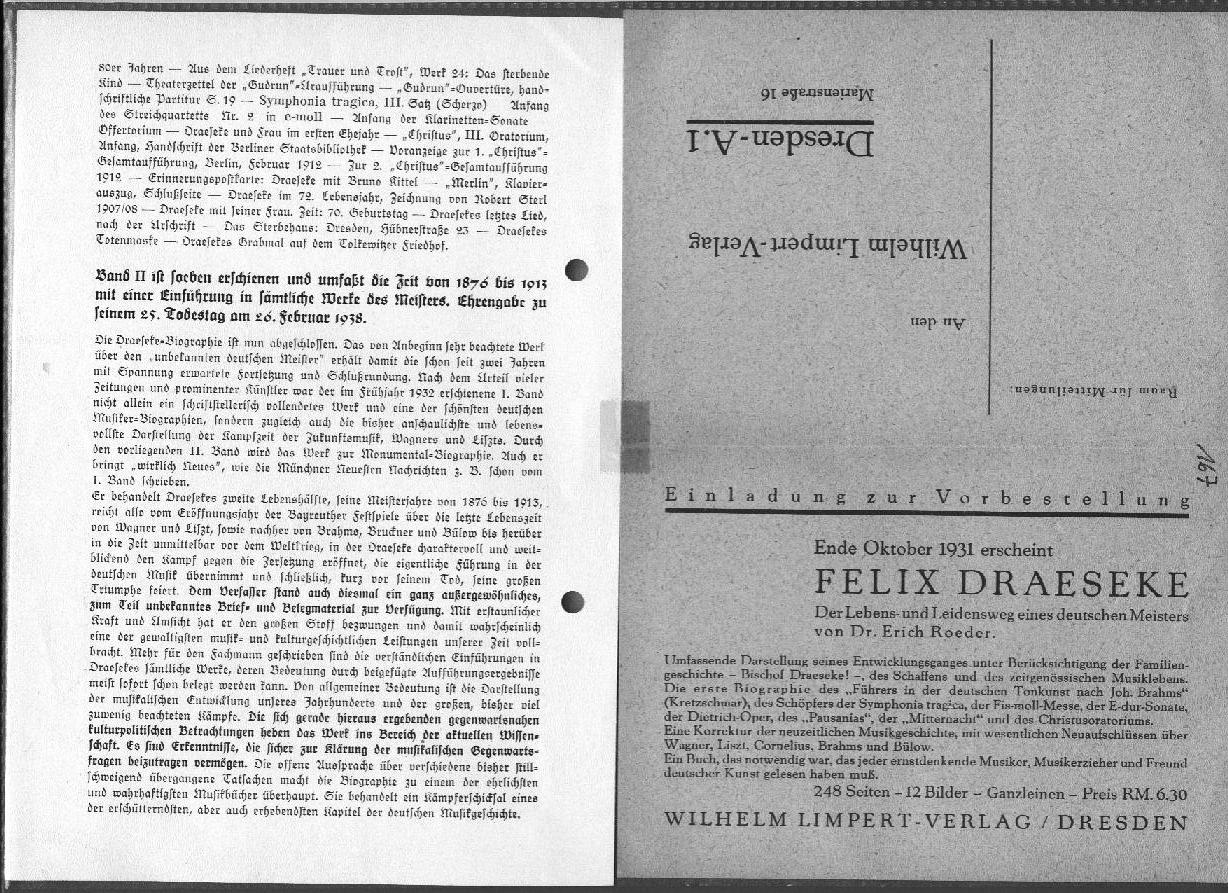 80er Jahren — Aus dem Liederheft „Trauer und Trost“, Werk 24: Das sterbende
Kind — Theaterzettel der „Gudrun“-Uraufführung — „Gudrun“-Ouvertüre, hand-
schriftliche Partitur S. 19 — Symphonia tragica, III. Satz (Scherzo) Anfang
des Streichquartetts Nr. 2 in e-moll — Anfang der Klarinetten-Sonate
Offertorium — Draeseke und Frau im ersten Ehejahr — „Christus“, III. Oratorium,
Anfang, Handschrift der Berliner Staatsbibliothek — Voranzeige zur 1. „Christus“-
Gesamtaufführung, Berlin, Februar 1912 — Zur 2. „Christus“-Gesamtaufführung
1912 — Erinnerungspostkarte: Draeseke mit Bruno Kittel — „Merlin“, Klavier-
auszug, Schlußseite — Draeseke im 72. Lebensjahr, Zeichnung von Robert Sterl
1907/08 — Draeseke mit seiner Frau. Zeit: 70. Geburtstag — Draesekes letztes Lied,
nach der Urschrift — Das Sterbehaus: Dresden, Hübnerstraße 23 — Draesekes
Totenmaske — Draesekes Grabmal auf dem Tolkewitzer Friedhof.
Band II ist soeben erschienen und umfaßt die Zeit von 1876 bis 1913
mit einer Einführung in sämtliche Werke des Meisters. Ehrengabe zu
seinem 25. Todestag am 26. Februar 1938.
Die Draeseke-Biographie ist nun abgeschlossen. Das von Anbeginn sehr beachtete Werk
über den „unbekannten deutschen Meister“ erhält damit die schon seit zwei Jahren
mit Spannung erwartete Fortsetzung und Schlußrundung. Nach dem Urteil vieler
Zeitungen und prominenter Künstler war der im Frühjahr 1932 erschienene I. Band
nicht allein ein schriftstellerisch vollendetes Werk und eine der schönsten deutschen
Musiker-Biographien, sondern zugleich auch die bisher anschaulichste und lebens-
vollste Darstellung der Kampfzeit der Zukunftsmusik, Wagners und Liszts. Durch
den vorliegenden II. Band wird das Werk zur Monumental-Biographie. Auch er
bringt „wirklich Neues“, wie die Münchner Neuesten Nachrichten z. B. schon vom
I. Band schrieben.
Er behandelt Draesekes zweite Lebenshälfte, seine Meisterjahre von 1876 bis 1913,
reicht also vom Eröffnungsjahr der Bayreuther Festspiele über die letzte Lebenszeit
von Wagner und Liszt, sowie nachher von Brahms, Bruckner und Bülow bis herüber
in die Zeit unmittelbar vor dem Weltkrieg, in der Draeseke charaktervoll und weit-
blickend den Kampf gegen die Zersetzung eröffnet, die eigentliche Führung in der
deutschen Musik übernimmt und schließlich, kurz vor seinem Tod, seine großen
Triumphe feiert. Dem Verfasser stand auch diesmal ein ganz außergewöhnliches,
zum Teil unbekanntes Brief- und Belegmaterial zur Verfügung. Mit erstaunlicher
Kraft und Umsicht hat er den großen Stoff bezwungen und damit wahrscheinlich
eine der gewaltigsten musik- und kulturgeschichtlichen Leistungen unserer Zeit voll-
bracht. Mehr für den Fachmann geschrieben sind die verständlichen Einführungen in
Draesekes sämtliche Werke, deren Bedeutung durch beigefügte Aufführungsergebnisse
meist sofort schon belegt werden kann. Von allgemeiner Bedeutung ist die Darstellung
der musikalischen Entwicklung unseres Jahrhunderts und der großen, bisher viel
zuwenig beachteten Kämpfe. Die sich gerade hieraus ergebenden gegenwartsnahen
kulturpolitischen Betrachtungen heben das Werk ins Bereich der aktuellen Wissen-
schaft. Es sind Erkenntnisse, die sicher zur Klärung der musikalischen Gegenwarts-
fragen beizutragen vermögen. Die offene Aussprache über verschiedene bisher still-
schweigend übergangene Tatsachen macht die Biographie zu einem der ehrlichsten
und wahrhaftigsten Musikbücher überhaupt. Sie behandelt ein Kämpferschicksal eines
der erschütterndsten, aber auch erhebendsten Kapitel der deutschen Musikgeschichte.
Raum für Mitteilungen:
An den
Wilhelm Limpert-Verlag
Dresden-A.1
Marienstraße 16
167
Einladung zur Vorbestellung
Ende Oktober 1931 erscheint
FELIX DRAESEKE
Der Lebens- und Leidensweg eines deutschen Meisters
von Dr. Erich Roeder.
Umfassende Darstellung seines Entwicklungsganges unter Berücksichtigung der Familien-
geschichte – Bischof Draeseke! –, des Schaffens und des zeitgenössischen Musiklebens.
Die erste Biographie des „Führers in der deutschen Tonkunst nach Joh. Brahms“
(Kretzschmar), des Schöpfers der Symphonia tragica, der Fis-moll-Messe, der E-dur-Sonate,
der Dietrich-Oper, des „Pausanias“, der „Mitternacht“ und des Christusoratoriums.
Eine Korrektur der neuzeitlichen Musikgeschichte, mit wesentlichen Neuaufschlüssen über
Wagner, Liszt, Cornelius, Brahms und Bülow.
Ein Buch, das notwendig war, das jeder ernstdenkende Musiker, Musikerzieher und Freund
deutscher Kunst gelesen haben muß.
248 Seiten – 12 Bilder – Ganzleinen – Preis RM. 6.30
WILHELM LIMPERT-VERLAG / DRESDEN